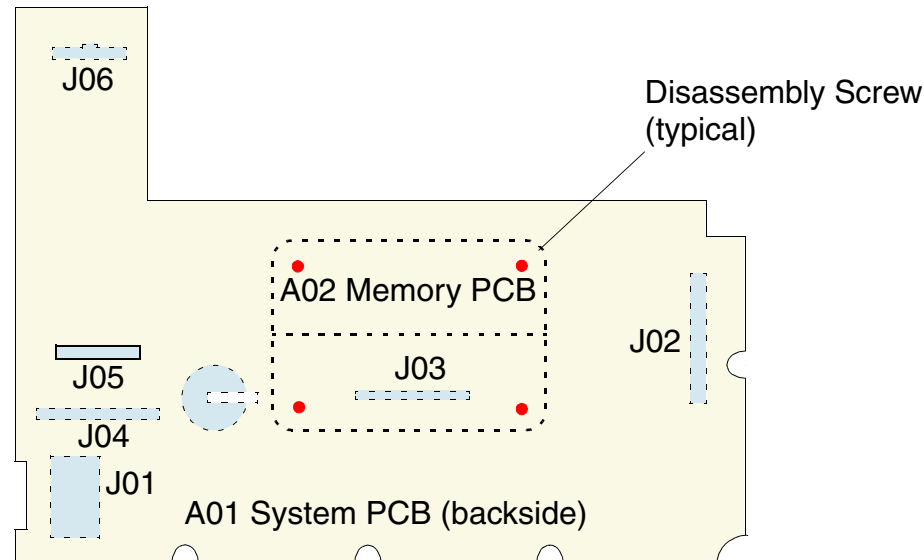 J06
Disassembly Screw
(typical)
A02 Memory PCB
J02
J03
J05
J04
J01
A01 System PCB (backside)